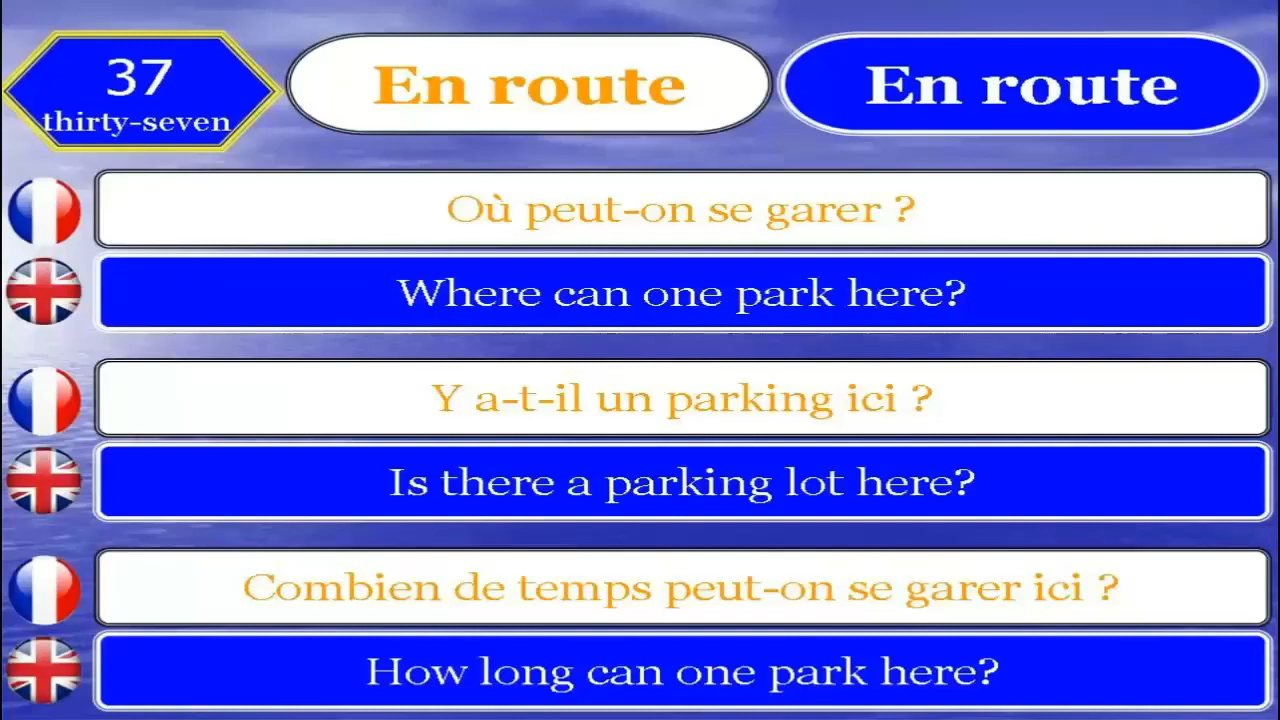 37
thirty-seven
En route
En route
Où peut-on se garer ?
Where can one park here?
Y a-t-il un parking ici ?
Is there a parking lot here?
Combien de temps peut-on se garer ici ?
How long can one park here?